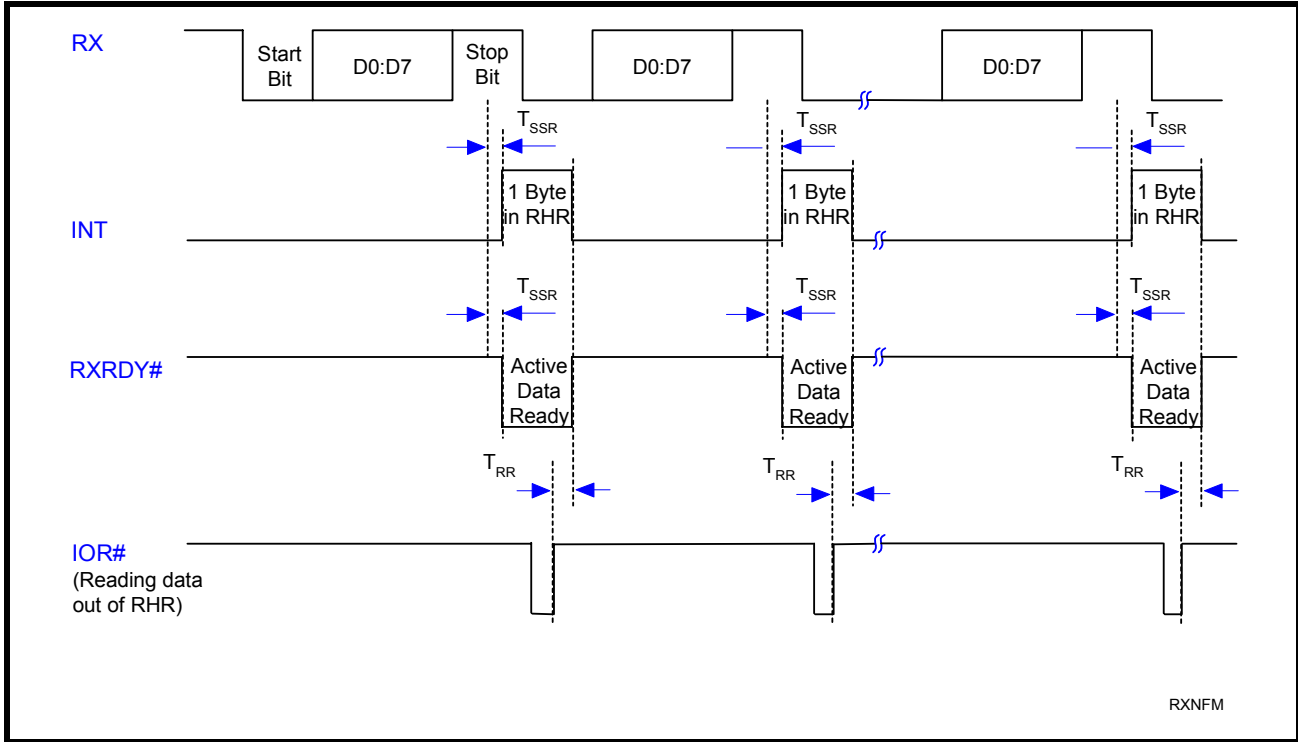 RX
Start
Bit
D0:D7
Stop
Bit
D0:D7
D0:D7
TSSR
TSSR
TSSR
INT
1 Byte
in RHR
1 Byte
in RHR
1 Byte
in RHR
TSSR
TSSR
TSSR
RXRDY#
Active
Data
Ready
Active
Data
Ready
Active
Data
Ready
TRR
TRR
TRR
IOR#
(Reading data
out of RHR)
RXNFM